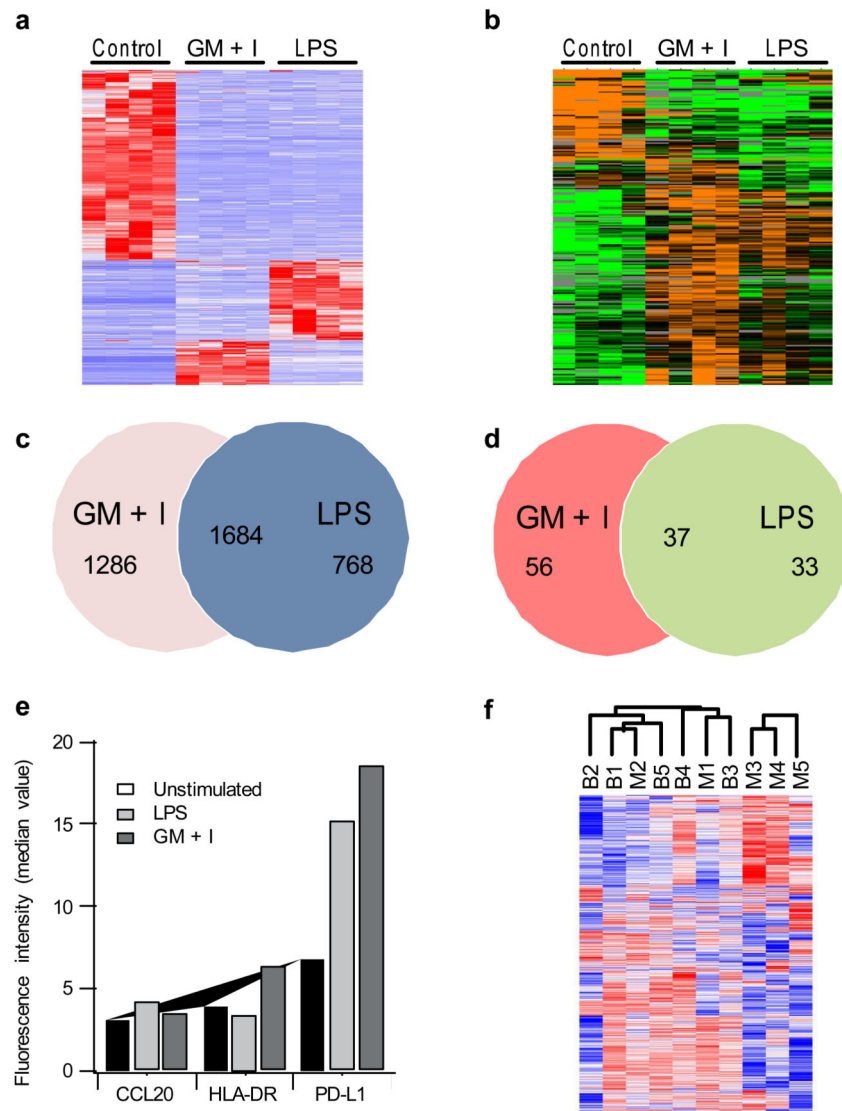 a
Control GM + I LPS
b
Control GM + I LPS
c
GM + I
1286
1684
LPS
768
d
GM + I
56
37
LPS
33
e
Fluorescence intensity (median value)
20
15
10
5
0
Unstimulated
LPS
GM + I
CCL20 HLA-DR PD-L1
f
B2 B1 M2 B5 B4 M1 B3 M3 M4 M5